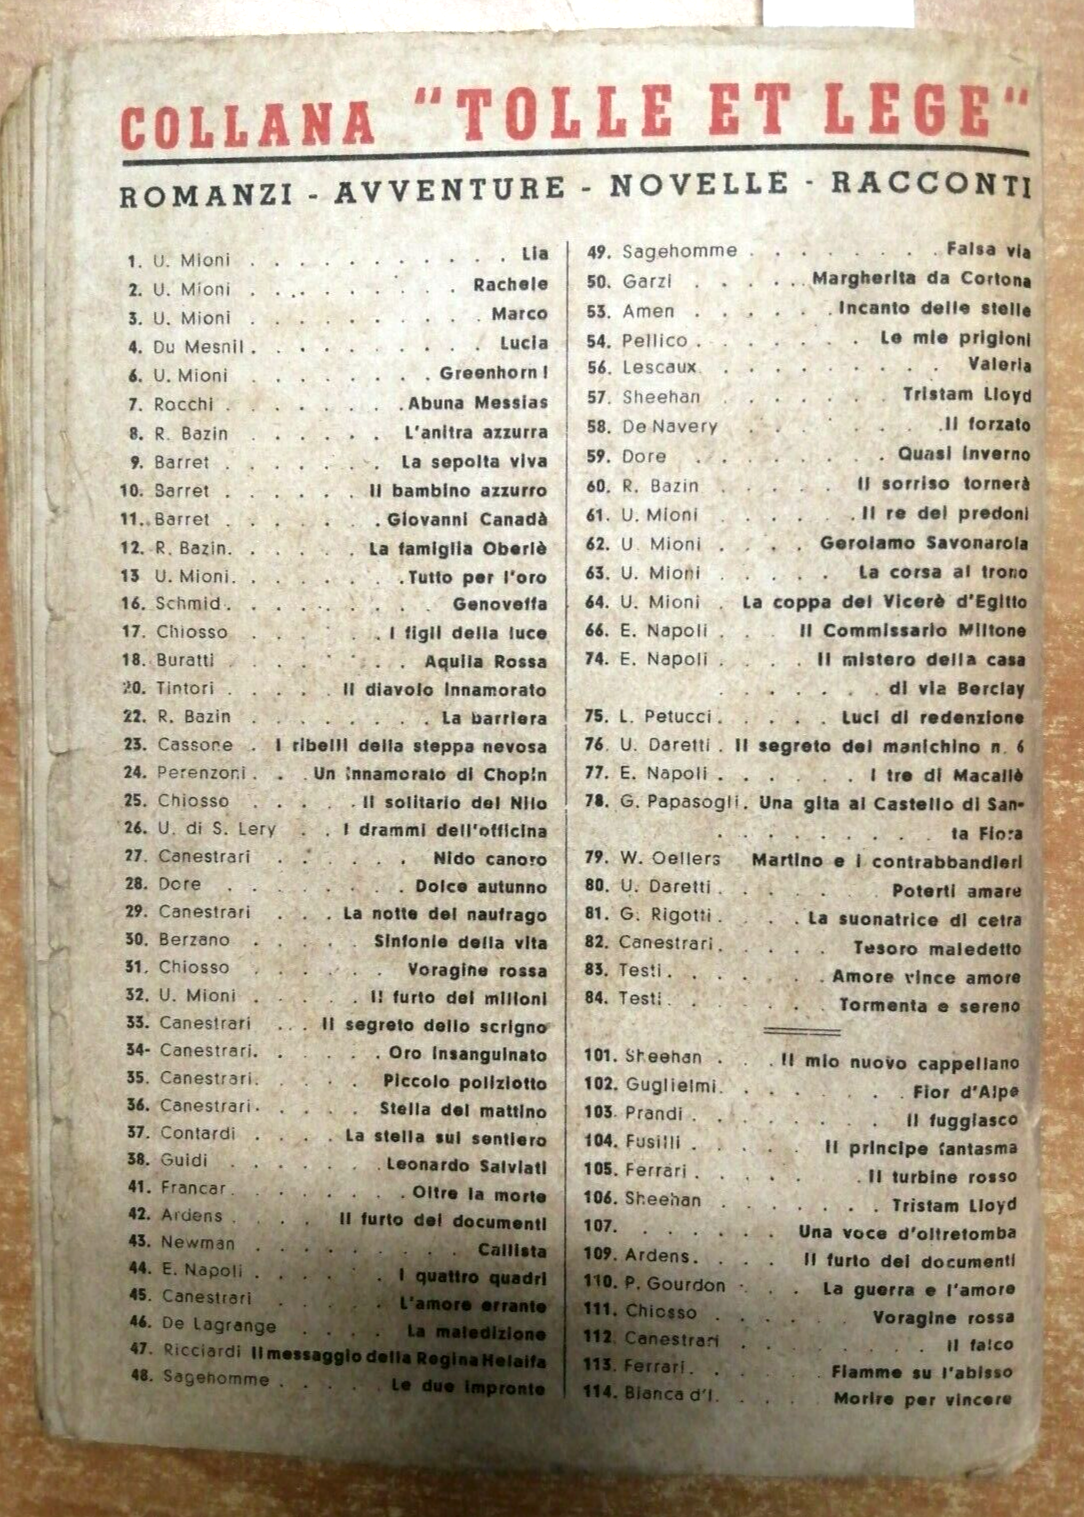 COLLANA "TOLLE ET LEGE"
ROMANZI - AVVENTURE - NOVELLE - RACCONTI
1. U. Mioni . . . . . . . . . . . Lia
2. U. Mioni . . . . . . . . . Rachele
3. U. Mioni . . . . . . . . . Marco
4. Du Mesnil . . . . . . . . . Lucia
6. U. Mioni . . . . . . . . Greenhorn !
7. Rocchi . . . . . . . . Abuna Messias
8. R. Bazin . . . . . . L'anitra azzurra
9. Barret . . . . . . . La sepolta viva
10. Barret . . . . . . Il bambino azzurro
11. Barret . . . . . . . Giovanni Canadà
12. R. Bazin. . . . . . La famiglia Oberlè
13 U. Mioni. . . . . . . Tutto per l'oro
16. Schmid . . . . . . . . Genoveffa
17. Chiosso . . . . . . I figli della luce
18. Buratti . . . . . . . Aquila Rossa
20. Tintori . . . . . Il diavolo innamorato
22. R. Bazin . . . . . . . La barriera
23. Cassone . I ribelli della steppa nevosa
24. Perenzoni . . . Un innamorato di Chopin
25. Chiosso . . . . . Il solitario del Nilo
26. U. di S. Lery . . I drammi dell'officina
27. Canestrari . . . . . . Nido canoro
28. Dore . . . . . . . . Dolce autunno
29. Canestrari . . . La notte del naufrago
30. Berzano . . . . . Sinfonie della vita
31. Chiosso . . . . . . Voragine rossa
32. U. Mioni . . . . . Il furto dei milioni
33. Canestrari . . . Il segreto dello scrigno
34- Canestrari. . . . . . Oro insanguinato
35. Canestrari. . . . . Piccolo poliziotto
36. Canestrari. . . . . Stella del mattino
37. Contardi . . . . La stella sul sentiero
38. Guidi . . . . . . . Leonardo Salviati
41. Francar . . . . . . . Oltre la morte
42. Ardens . . . . Il furto dei documenti
43. Newman . . . . . . . . Callista
44. E. Napoli . . . . . . I quattro quadri
45. Canestrari . . . . . L'amore errante
46. De Lagrange . . . . La maledizione
47. Ricciardi Il messaggio della Regina Helaifa
48. Sagehomme . . . . . Le due impronte
49. Sagehomme . . . . . . . . Falsa via
50. Garzi . . . . . Margherita da Cortona
53. Amen . . . . . . Incanto delle stelle
54. Pellico . . . . . . . Le mie prigioni
56. Lescaux . . . . . . . . . Valeria
57. Sheehan . . . . . . . Tristam Lloyd
58. De Navery . . . . . . . Il forzato
59. Dore . . . . . . . . Quasi inverno
60. R. Bazin . . . . . Il sorriso tornerà
61. U. Mioni . . . . . . Il re dei predoni
62. U. Mioni . . . . Gerolamo Savonarola
63. U. Mioni . . . . . La corsa al trono
64. U. Mioni . La coppa del Vicerè d'Egitto
66. E. Napoli . . . Il Commissario Miltone
74. E. Napoli . . . . Il mistero della casa
. . . . . . . di via Berclay
75. L. Petucci. . . . . Luci di redenzione
76. U. Daretti . Il segreto del manichino n. 6
77. E. Napoli . . . . . . I tre di Macallè
78. G. Papasogli. Una gita al Castello di San-
. . . . . . . . . ta Flora
79. W. Oellers Martino e i contrabbandieri
80. U. Daretti . . . . . . Poterti amare
81. G. Rigotti . . . . La suonatrice di cetra
82. Canestrari. . . . . Tesoro maledetto
83. Testi . . . . . . . Amore vince amore
84. Testi . . . . . . . Tormenta e sereno
101. Sheehan . . . Il mio nuovo cappellano
102. Guglielmi. . . . . . . Fior d'Alpe
103. Prandi . . . . . . . . Il fuggiasco
104. Fusilli . . . . . Il principe fantasma
105. Ferrari . . . . . . Il turbine rosso
106. Sheehan . . . . . . . Tristam Lloyd
107. . . . . . . Una voce d'oltretomba
109. Ardens. . . . . Il furto dei documenti
110. P. Gourdon . . . La guerra e l'amore
111. Chiosso . . . . . . Voragine rossa
112. Canestrari . . . . . . . . Il falco
113. Ferrari. . . . . . Fiamme su l'abisso
114. Bianca d'I. . . . . Morire per vincere